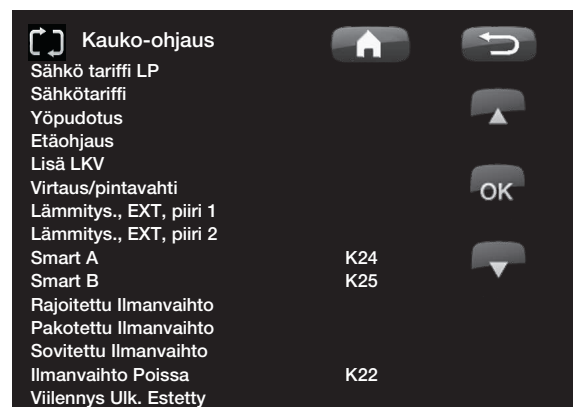 Kauko-ohjaus
Sähkö tariffi LP
Sähkötariffi
Yöpudotus
Etäohjaus
Lisä LKV
OK
Virtaus/pintavahti
Lämmitys., EXT, piiri 1
Lämmitys., EXT, piiri 2
Smart A K24
Smart B K25
Rajoitettu Ilmanvaihto
Pakotettu Ilmanvaihto
Sovitettu Ilmanvaihto
Ilmanvaihto Poissa K22
Viilennys Ulk. Estetty